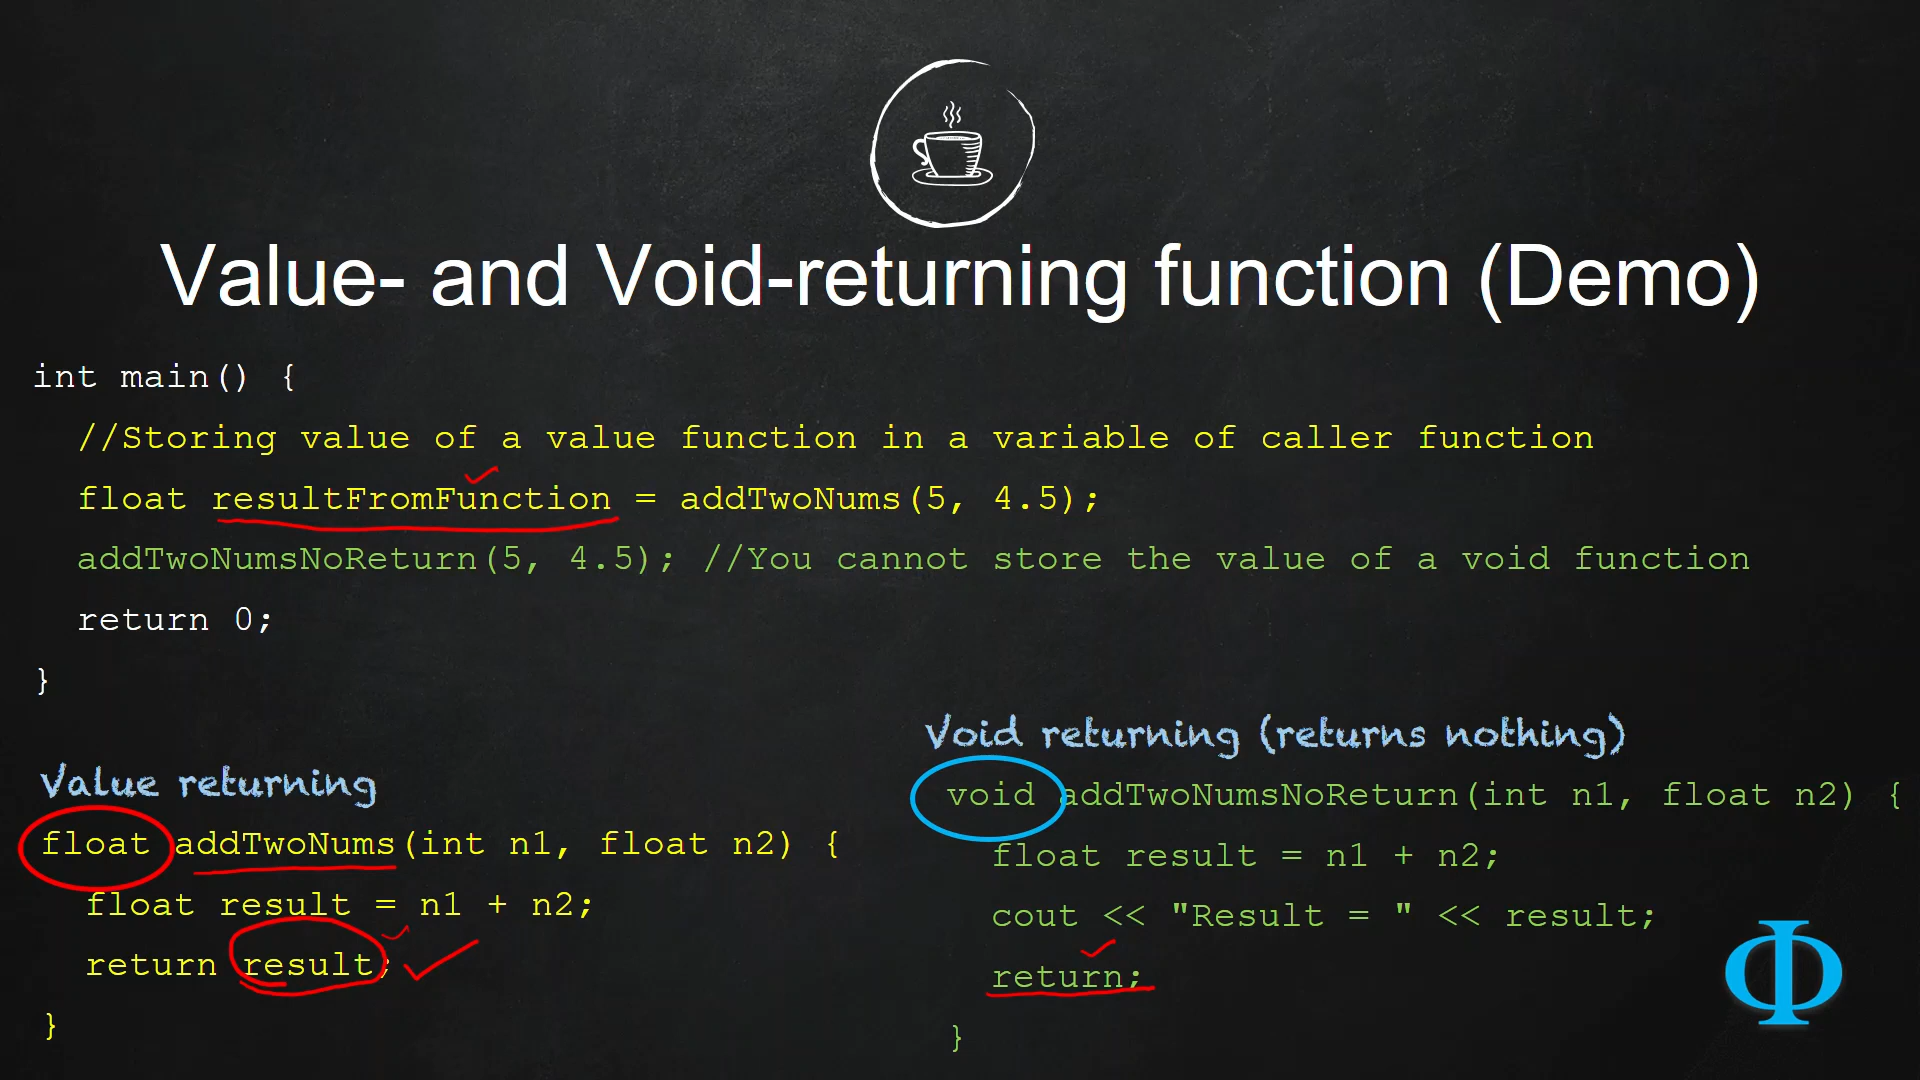 Value- and Void-returning function (Demo)
int main() {
//Storing value of a value function in a variable of caller function
float resultFromFunction = addTwoNums(5, 4.5);
addTwoNumsNoReturn(5, 4.5); //You cannot store the value of a void function
return 0;
}
Value returning
float addTwoNums(int n1, float n2) {
float result = n1 + n2;
return result;
}
Void returning (returns nothing)
void addTwoNumsNoReturn(int n1, float n2) {
float result = n1 + n2;
cout << "Result = " << result;
return;
}
Φ